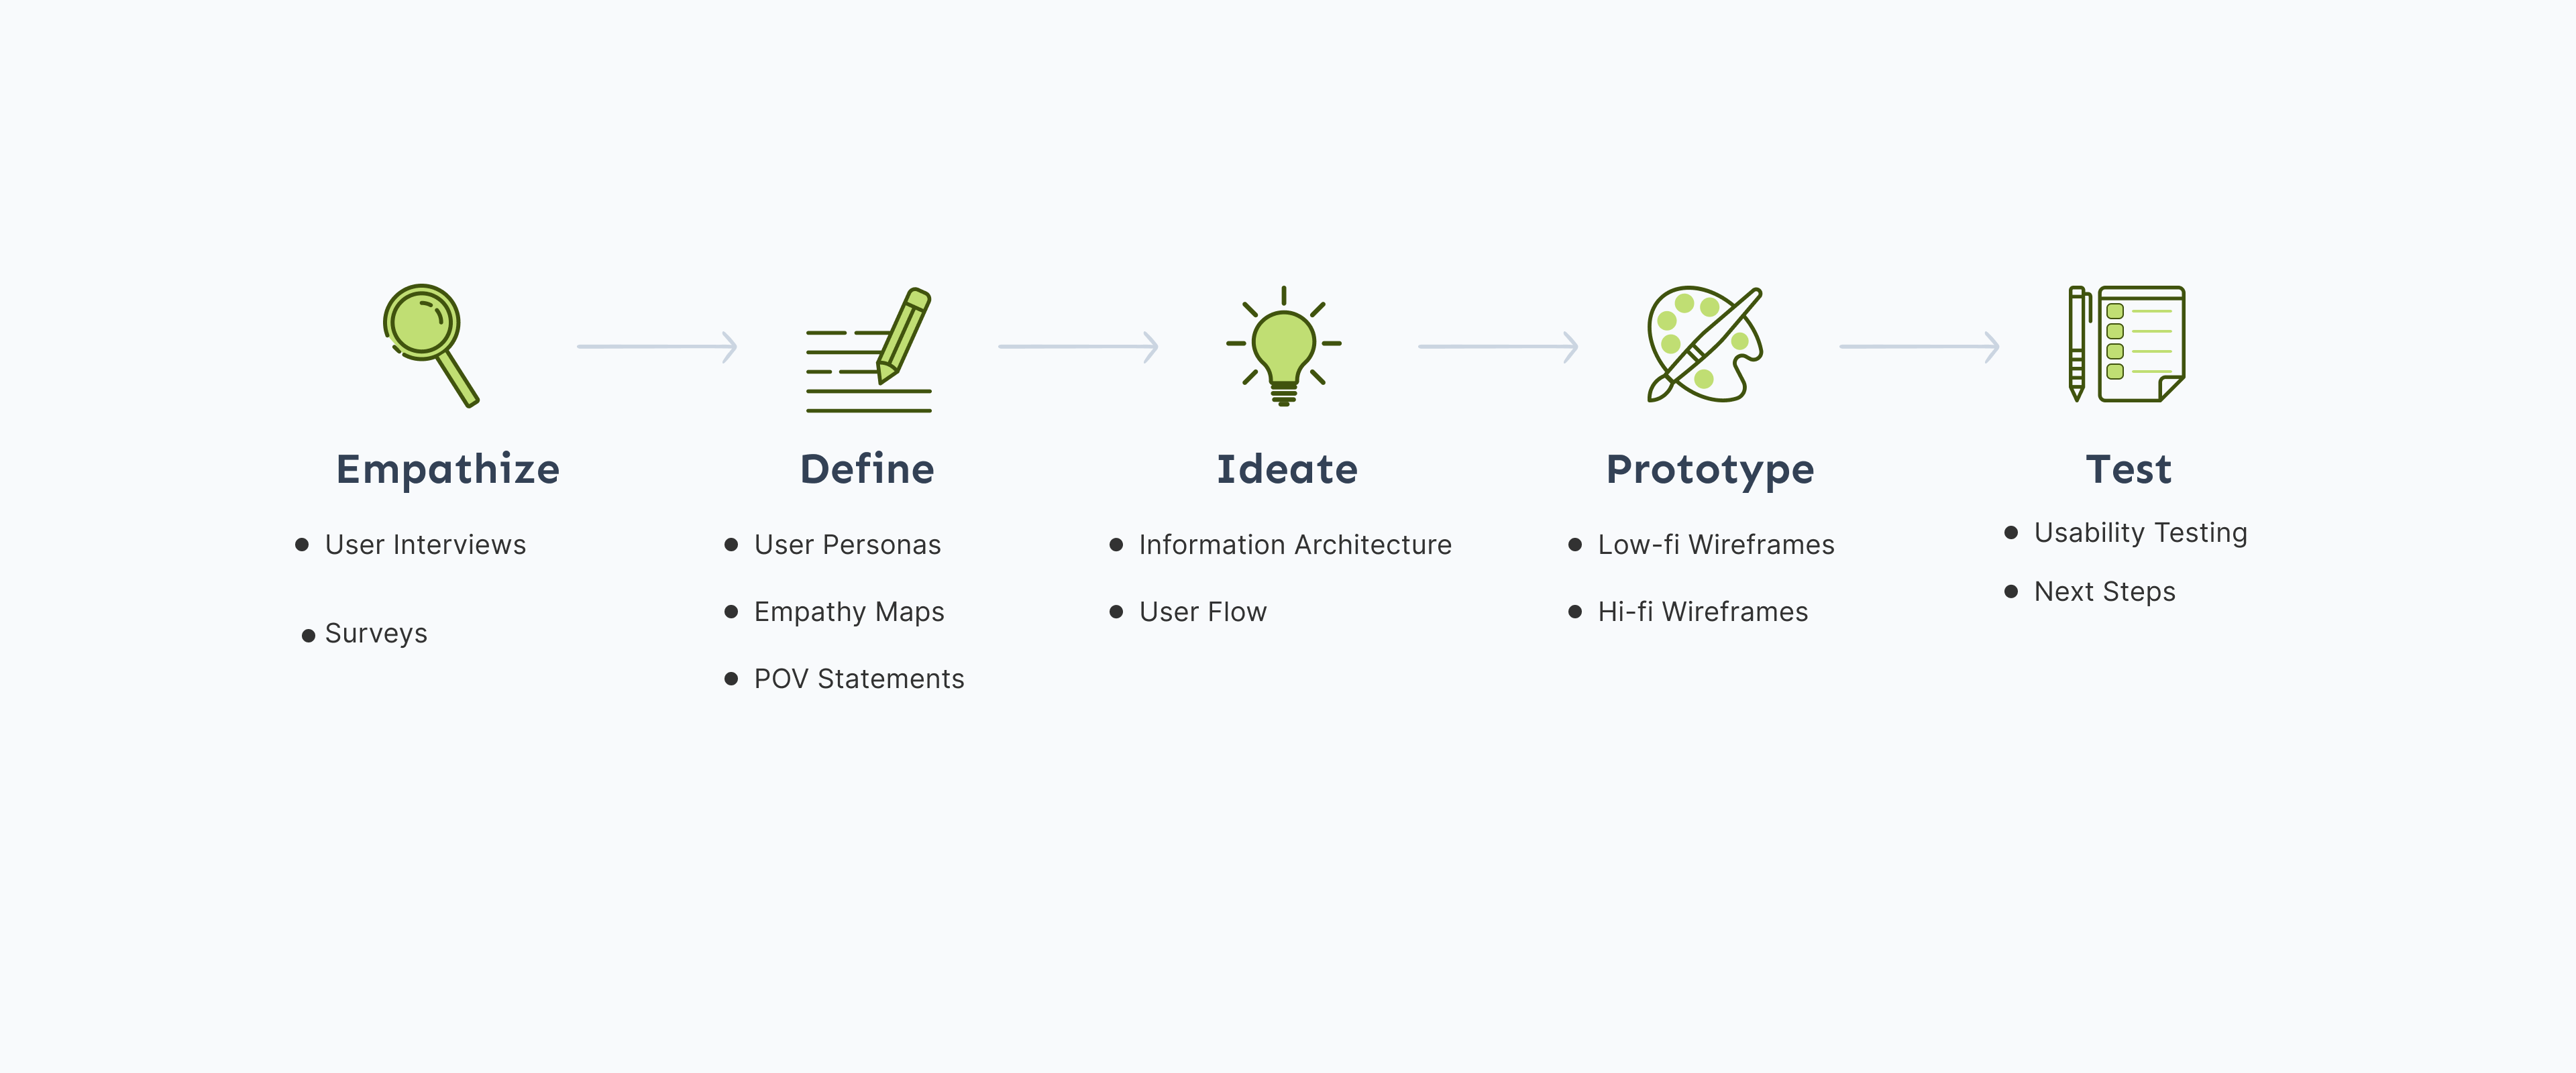 Empathize
• User Interviews
• Surveys
Define
• User Personas
• Empathy Maps
• POV Statements
Ideate
• Information Architecture
• User Flow
Prototype
• Low-fi Wireframes
• Hi-fi Wireframes
Test
• Usability Testing
• Next Steps